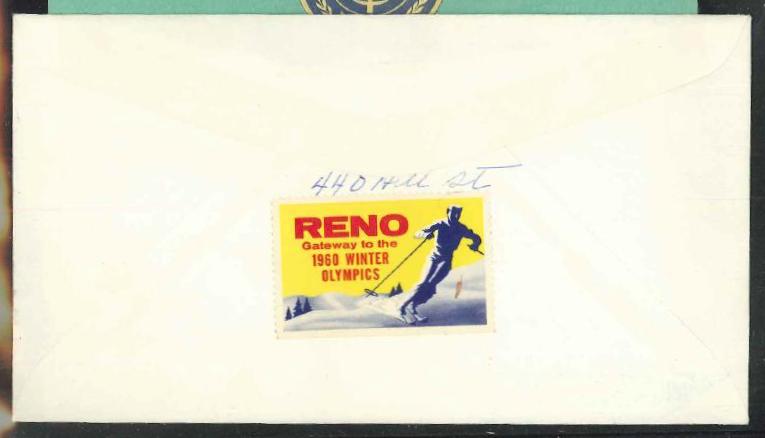 440 Hill St
RENO
Gateway to the
1960 WINTER
OLYMPICS